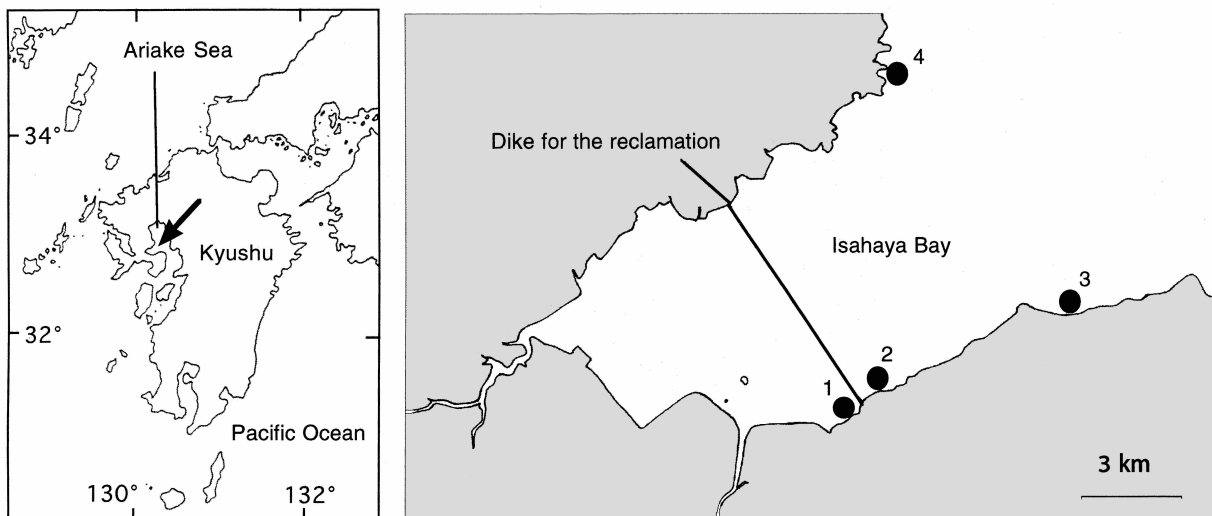 Ariake Sea
34°
Kyushu
32°
Pacific Ocean
130°
132°
4
Dike for the reclamation
Isahaya Bay
3
2
1
3 km